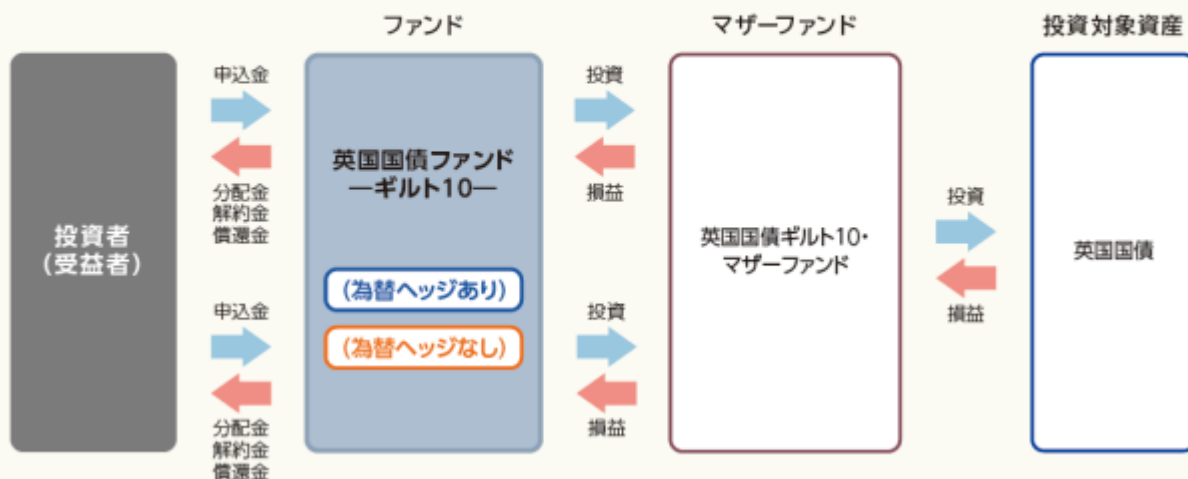 ファンド
マザーファンド
投資対象資産
申込金
分配金
解約金
償還金
投資者
(受益者)
申込金
分配金
解約金
償還金
英国国債ファンド
―ギルト10―
(為替ヘッジあり)
(為替ヘッジなし)
投資
損益
投資
損益
英国国債ギルト10・
マザーファンド
投資
損益
英国国債